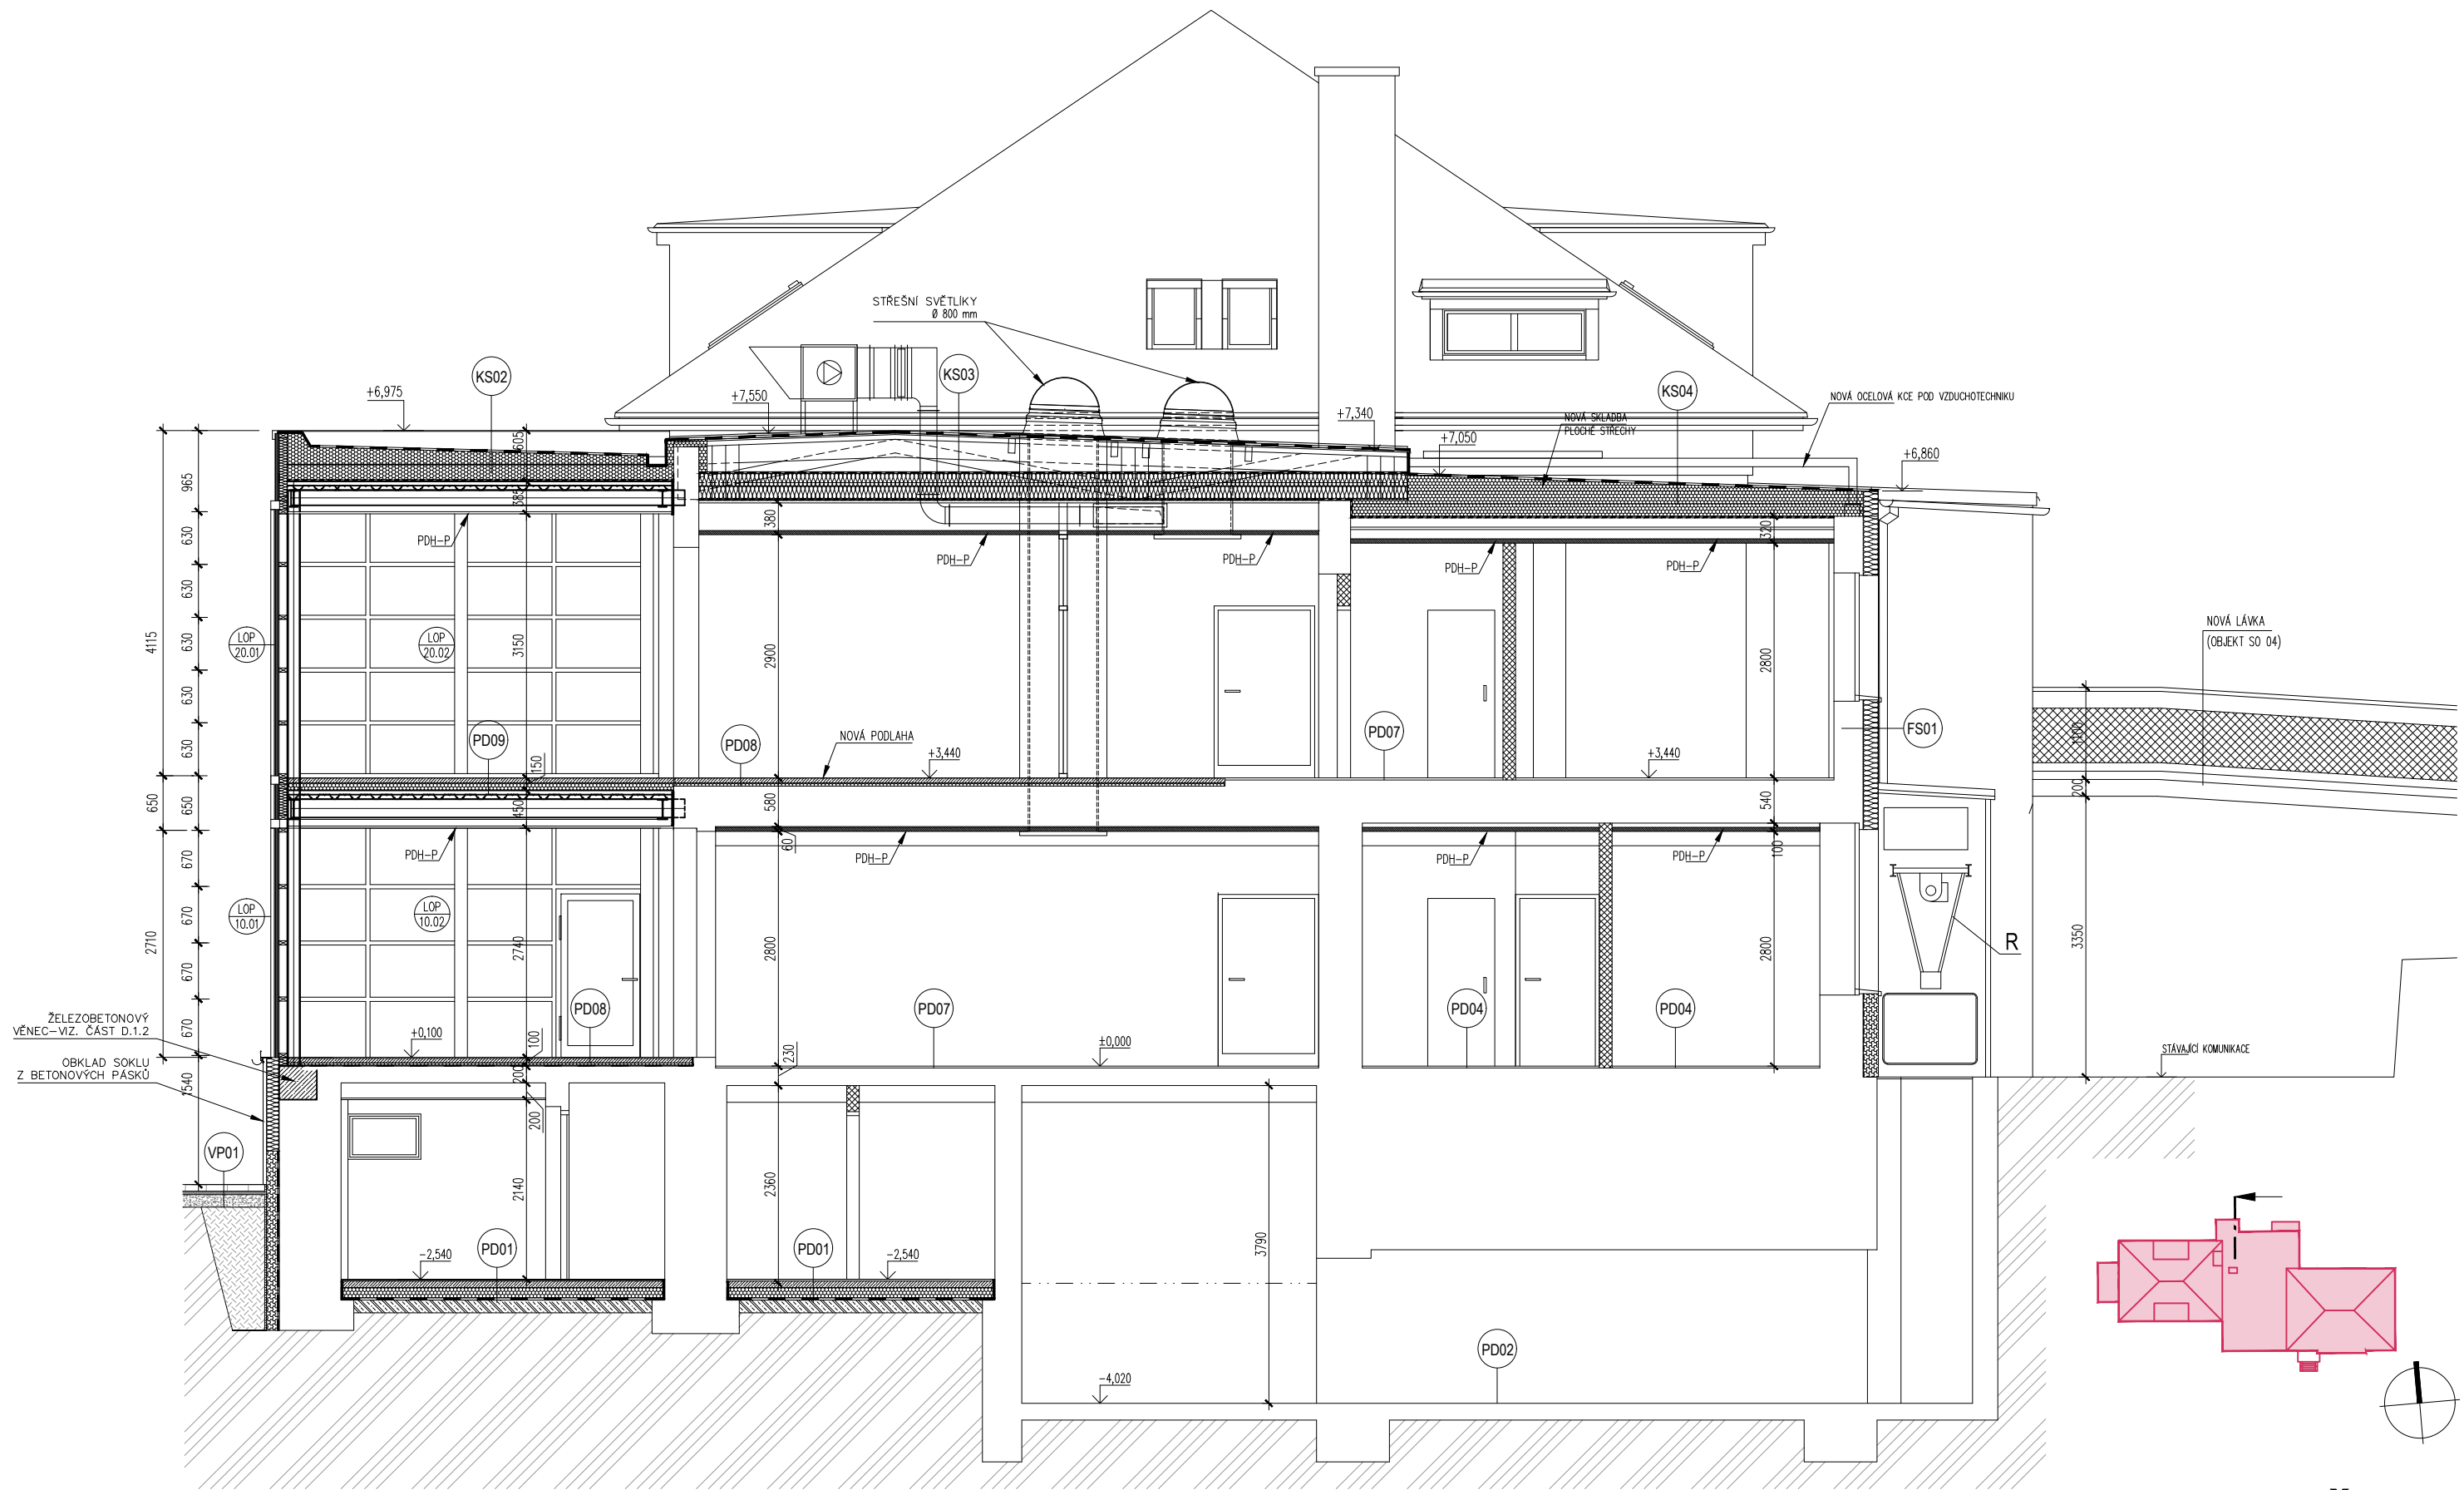 STŘEŠNÍ SVĚTLÍKY
Ø 800 mm
KS02
KS03
KS04
+6,975
+7,550
+7,340
+7,050
+6,860
NOVÁ SKLADBA
PLOCHÉ STŘECHY
NOVÁ OCELOVÁ KCE POD VZDUCHOTECHNIKU
605
385
380
320
965
630
630
630
630
630
4115
650
650
2710
670
670
670
670
1540
PDH-P
PDH-P
PDH-P
PDH-P
PDH-P
LOP
20.01
LOP
20.02
3150
2900
2800
NOVÁ LÁVKA
(OBJEKT SO 04)
PD09
PD08
NOVÁ PODLAHA
+3,440
PD07
+3,440
FS01
1100
200
3350
150
450
580
540
60
100
PDH-P
PDH-P
PDH-P
PDH-P
LOP
10.01
LOP
10.02
2740
2800
2800
R
PD08
PD07
PD04
PD04
ŽELEZOBETONOVÝ
VĚNEC-VIZ. ČÁST D.1.2
OBKLAD SOKLU
Z BETONOVÝCH PÁSKŮ
+0,100
100
±0,000
230
200
200
STÁVAJÍCÍ KOMUNIKACE
VP01
2140
2360
3790
PD01
-2,540
PD01
-2,540
PD02
-4,020